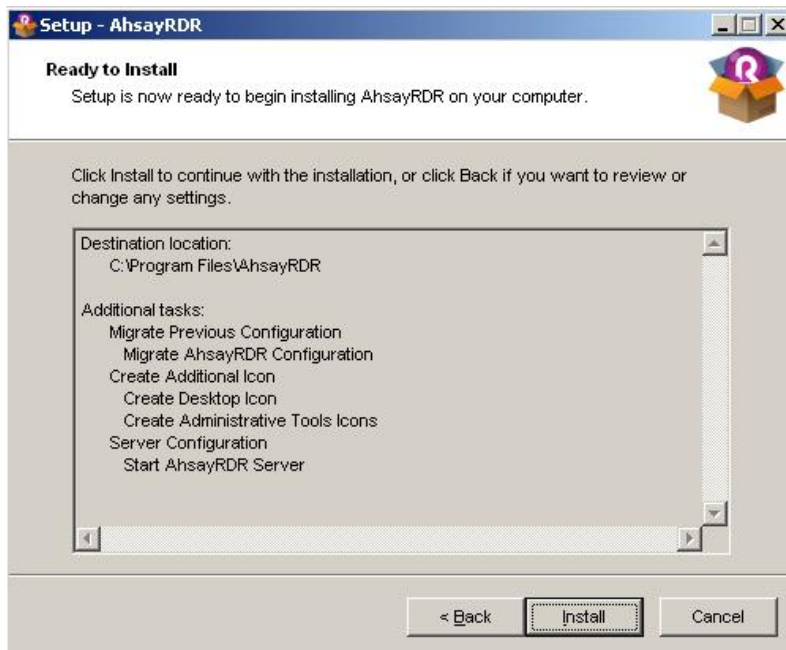 Setup - AhsayRDR
Ready to Install
Setup is now ready to begin installing AhsayRDR on your computer.
R
Click Install to continue with the installation, or click Back if you want to review or
change any settings.
Destination location:
C:\Program Files\AhsayRDR
Additional tasks:
Migrate Previous Configuration
Migrate AhsayRDR Configuration
Create Additional Icon
Create Desktop Icon
Create Administrative Tools Icons
Server Configuration
Start AhsayRDR Server
< Back
Install
Cancel